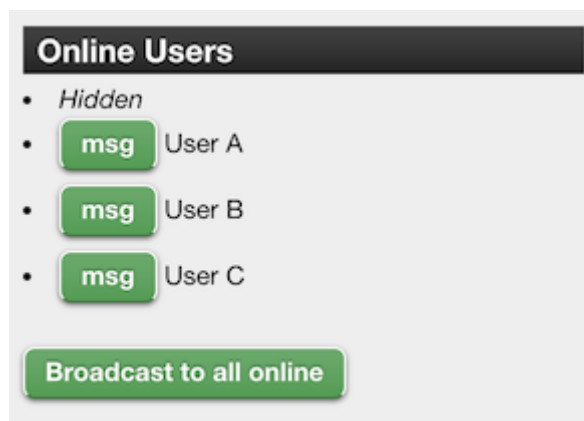 Online Users
Hidden
msg User A
msg User B
msg User C
Broadcast to all online